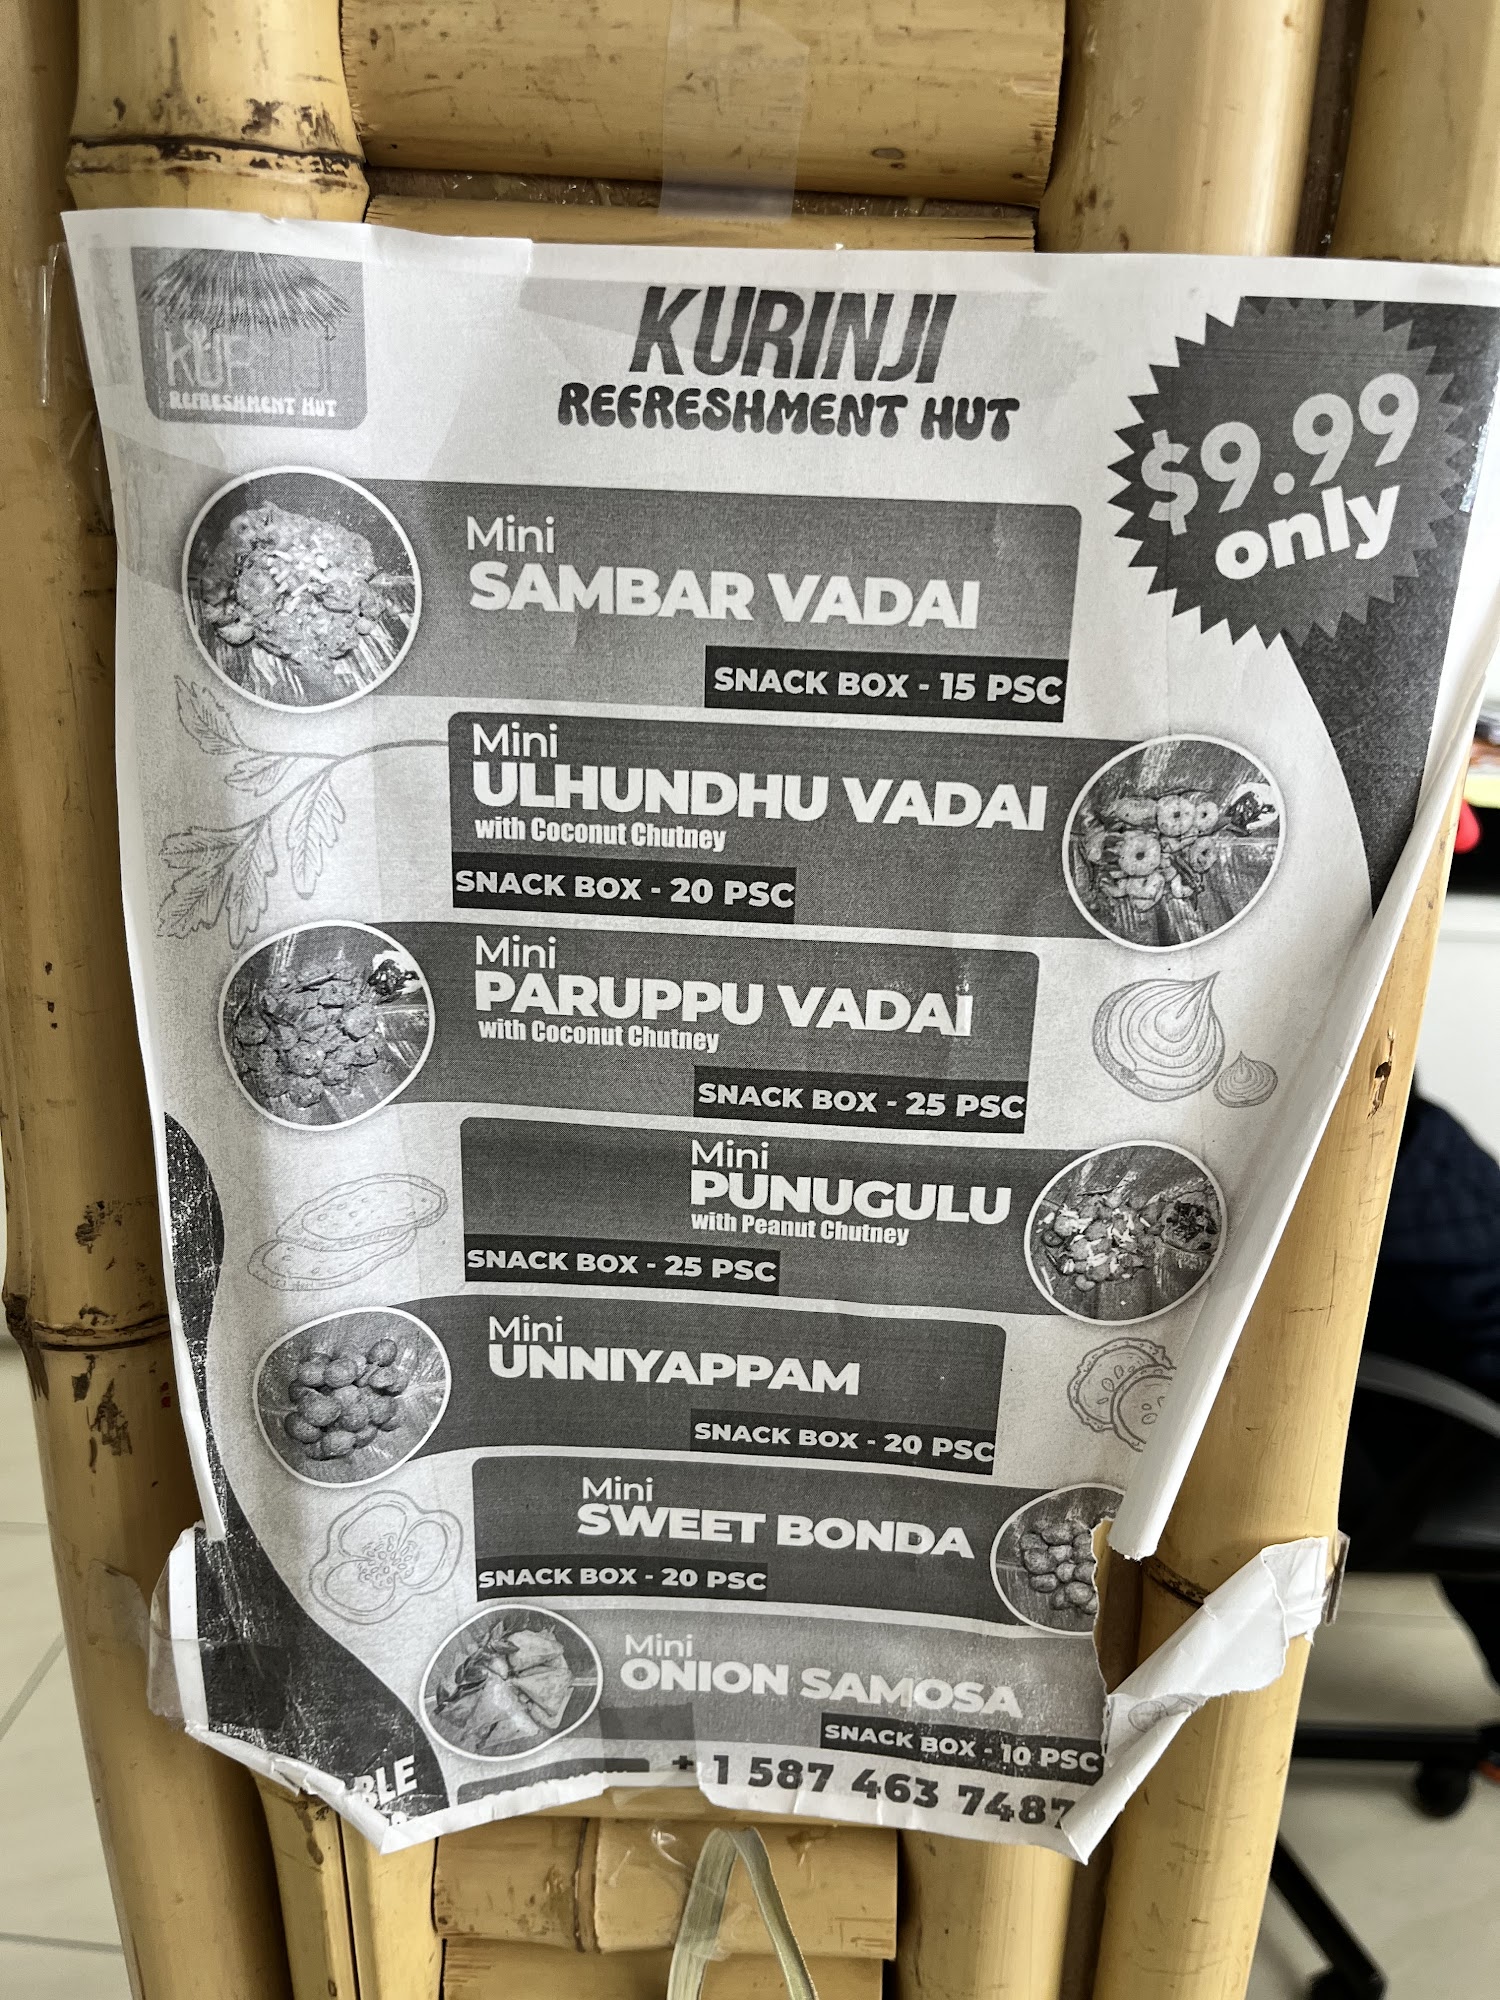 KURINJI
REFRESHMENT HUT
KURINJI
REFRESHMENT HUT
$9.99
only
Mini
SAMBAR VADAI
SNACK BOX - 15 PSC
Mini
ULHUNDHU VADAI
with Coconut Chutney
SNACK BOX - 20 PSC
Mini
PARUPPU VADAI
with Coconut Chutney
SNACK BOX - 25 PSC
Mini
PUNUGULU
with Peanut Chutney
SNACK BOX - 25 PSC
Mini
UNNIYAPPAM
SNACK BOX - 20 PSC
Mini
SWEET BONDA
SNACK BOX - 20 PSC
Mini
ONION SAMOSA
SNACK BOX - 10 PSC
+ 1 587 463 7487